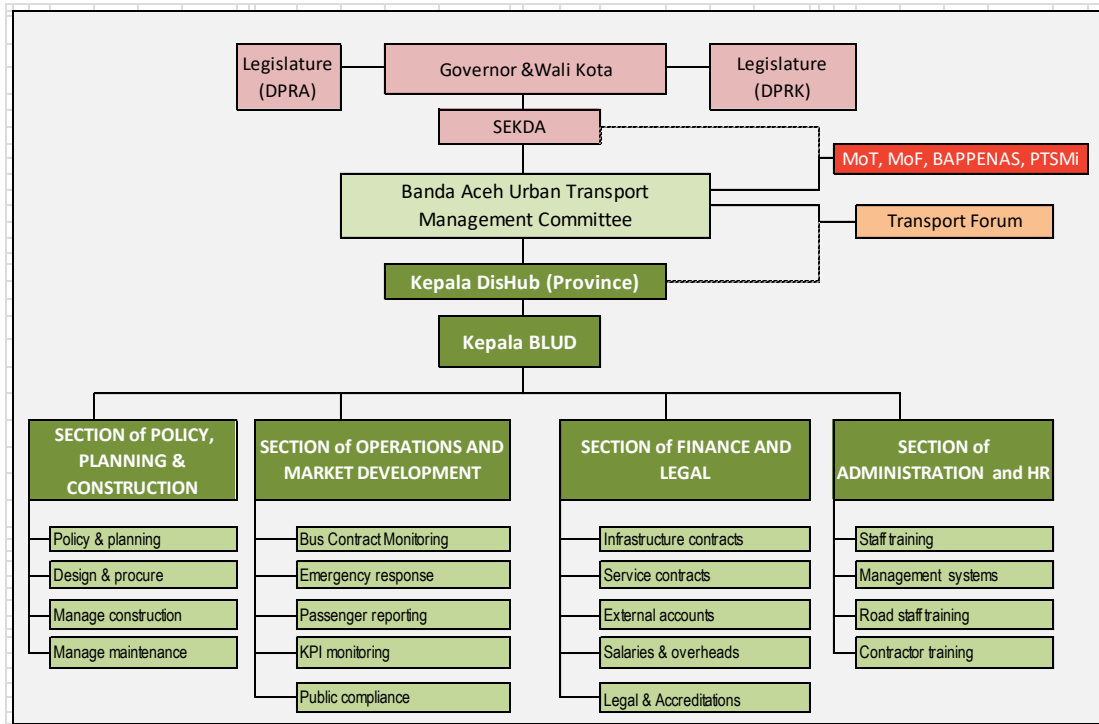 Legislature
(DPRA)
Governor &Wali Kota
Legislature
(DPRK)
SEKDA
MoT, MoF, BAPPENAS, PTSMi
Banda Aceh Urban Transport
Management Committee
Transport Forum
Kepala DisHub (Province)
Kepala BLUD
SECTION of POLICY,
PLANNING &
CONSTRUCTION
Policy & planning
Design & procure
Manage construction
Manage maintenance
SECTION of OPERATIONS AND
MARKET DEVELOPMENT
Bus Contract Monitoring
Emergency response
Passenger reporting
KPI monitoring
Public compliance
SECTION of FINANCE AND
LEGAL
Infrastructure contracts
Service contracts
External accounts
Salaries & overheads
Legal & Accreditations
SECTION of
ADMINISTRATION and HR
Staff training
Management systems
Road staff training
Contractor training